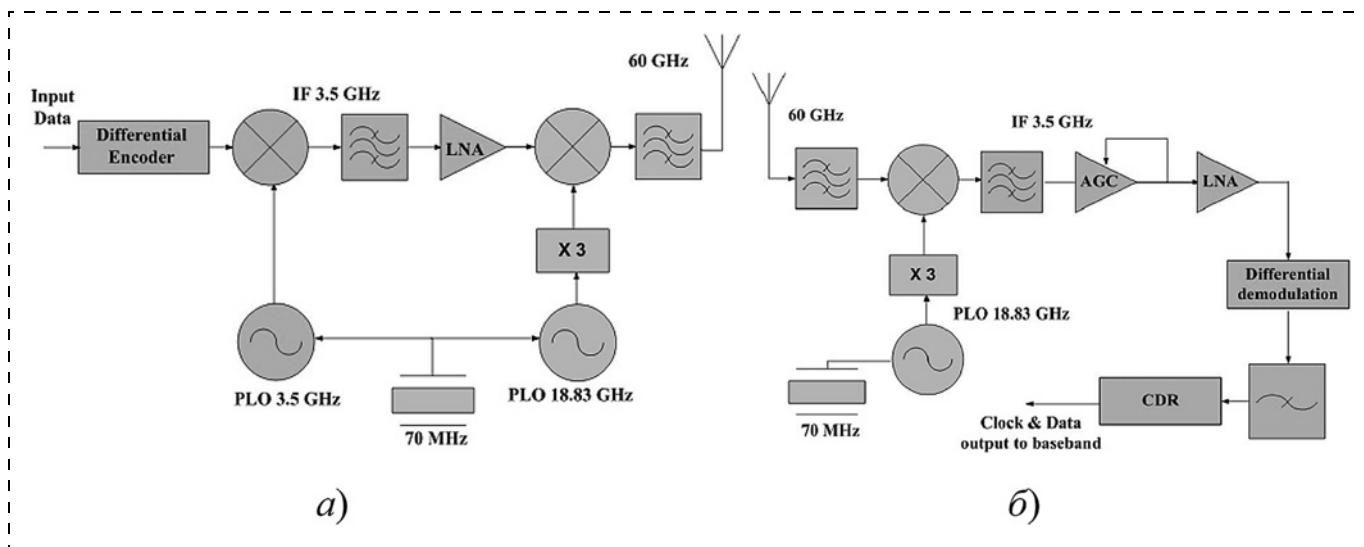 Input
Data
Differential
Encoder
IF 3.5 GHz
LNA
60 GHz
X 3
PLO 3.5 GHz
PLO 18.83 GHz
70 MHz
а)
60 GHz
IF 3.5 GHz
AGC
LNA
X 3
PLO 18.83 GHz
70 MHz
Differential
demodulation
CDR
Clock & Data
output to baseband
б)